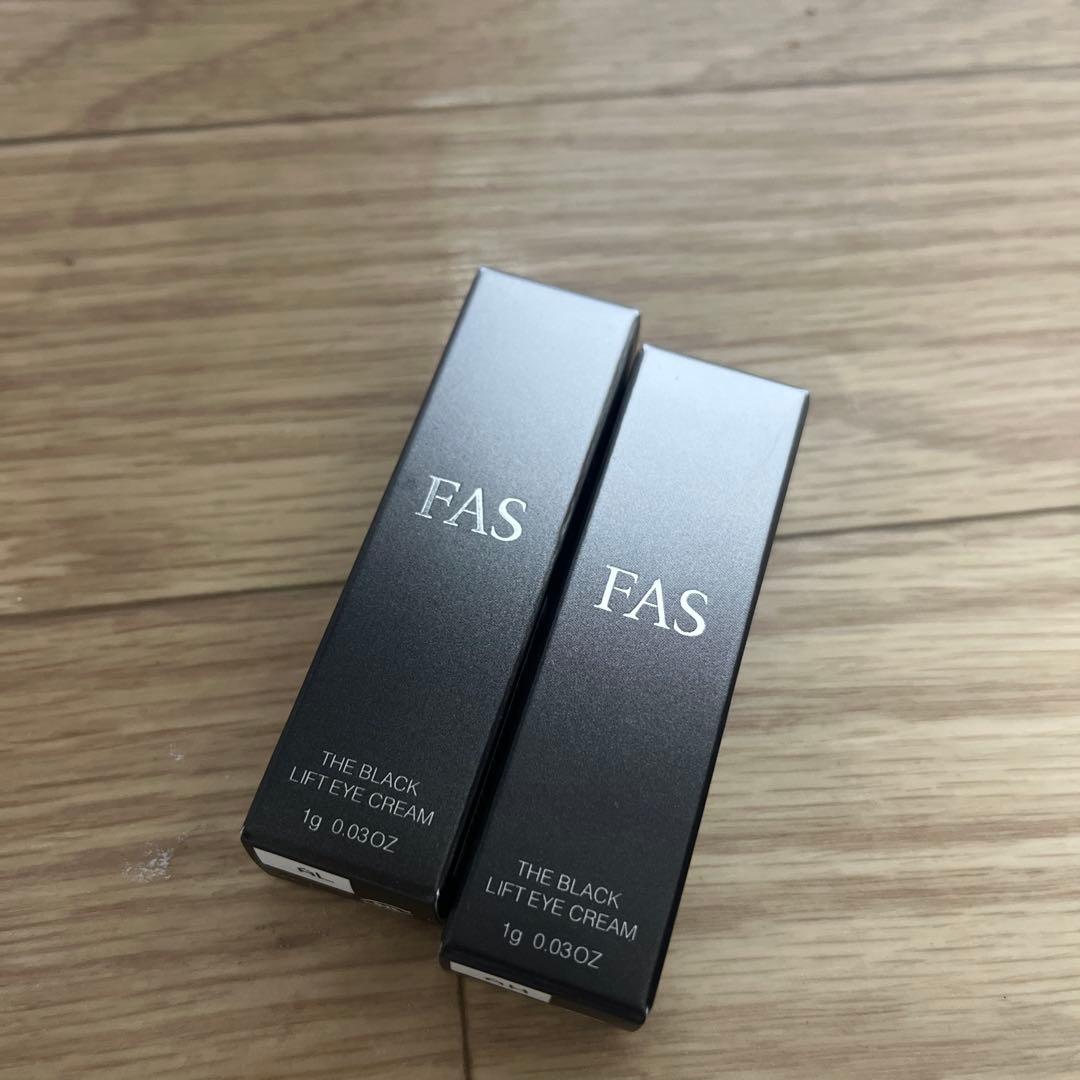 FAS
THE BLACK
LIFT EYE CREAM
1g 0.03OZ
FAS
THE BLACK
LIFT EYE CREAM
1g 0.03OZ